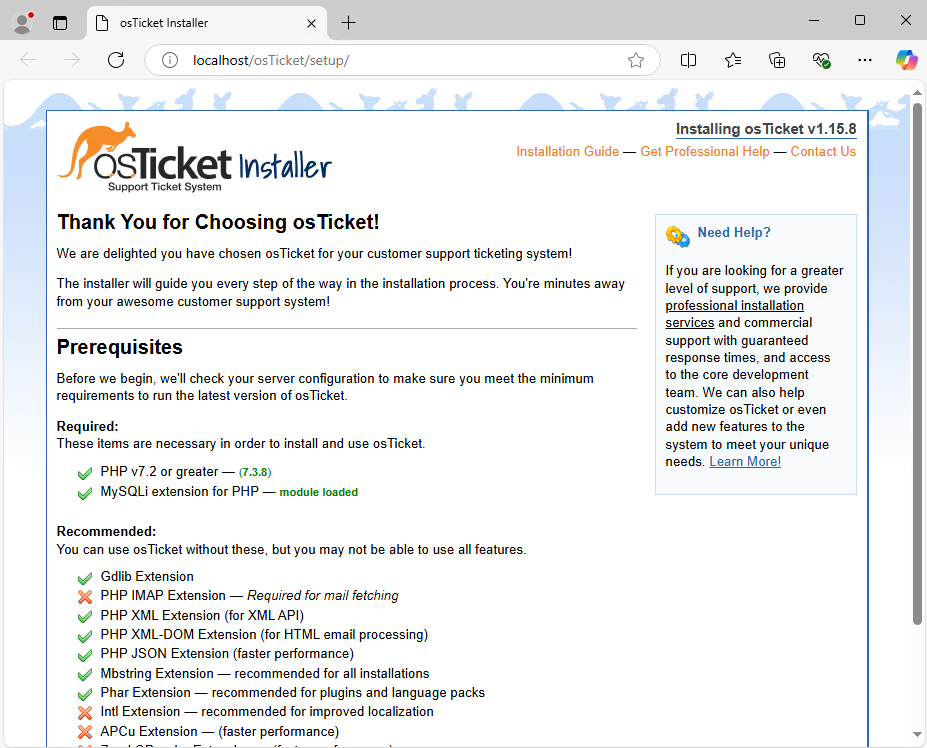 osTicket Installer
localhost/osTicket/setup/
osTicket Installer
Support Ticket System
Installing osTicket v1.15.8
Installation Guide — Get Professional Help — Contact Us
Thank You for Choosing osTicket!
We are delighted you have chosen osTicket for your customer support ticketing system!
The installer will guide you every step of the way in the installation process. You're minutes away
from your awesome customer support system!
Prerequisites
Before we begin, we'll check your server configuration to make sure you meet the minimum
requirements to run the latest version of osTicket.
Required:
These items are necessary in order to install and use osTicket.
PHP v7.2 or greater — (7.3.8)
MySQLi extension for PHP — module loaded
Recommended:
You can use osTicket without these, but you may not be able to use all features.
Gdlib Extension
PHP IMAP Extension — Required for mail fetching
PHP XML Extension (for XML API)
PHP XML-DOM Extension (for HTML email processing)
PHP JSON Extension (faster performance)
Mbstring Extension — recommended for all installations
Phar Extension — recommended for plugins and language packs
Intl Extension — recommended for improved localization
APCu Extension — (faster performance)
Need Help?
If you are looking for a greater
level of support, we provide
professional installation
services and commercial
support with guaranteed
response times, and access
to the core development
team. We can also help
customize osTicket or even
add new features to the
system to meet your unique
needs. Learn More!